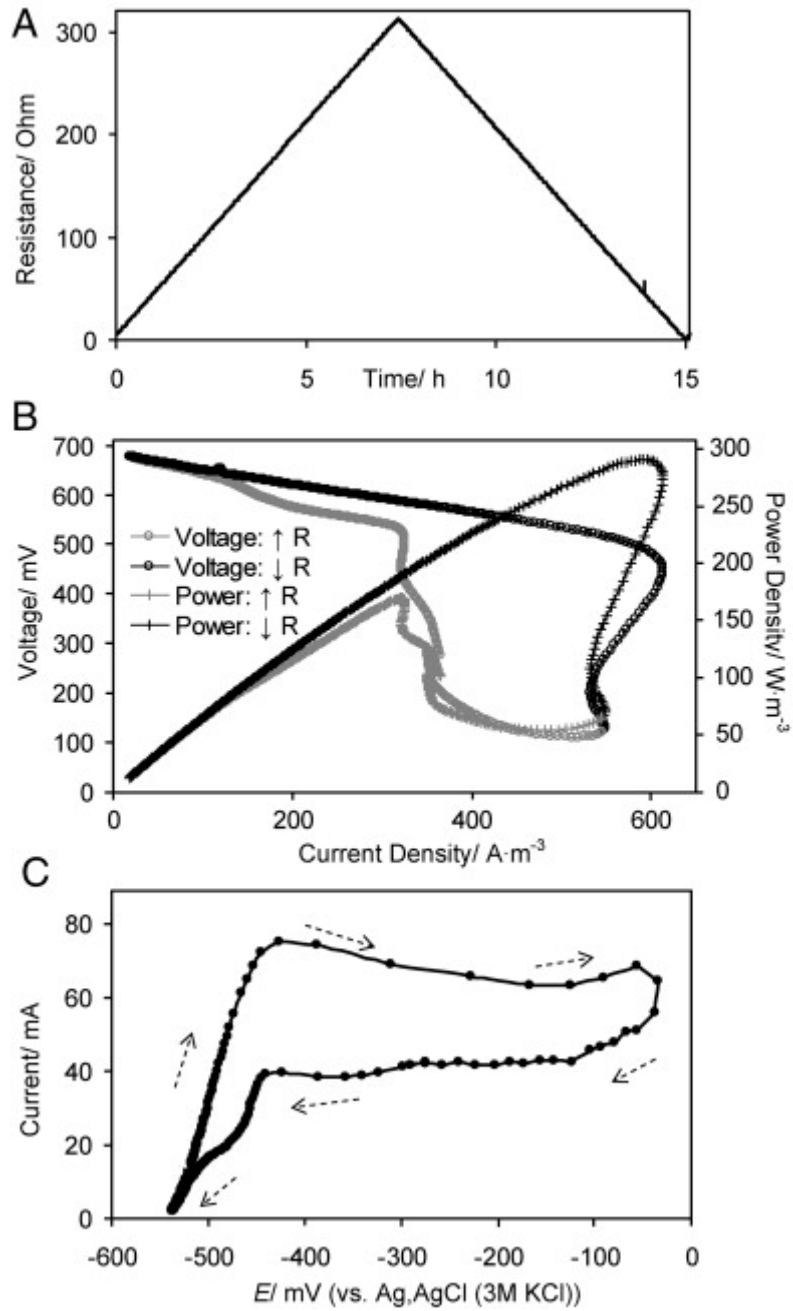 A
300
200
100
0
Resistance/ Ohm
0 5 10 15
Time/ h
B
700
600
500
400
300
200
100
0
Voltage/ mV
Voltage: ↑ R
Voltage: ↓ R
Power: ↑ R
Power: ↓ R
300
250
200
150
100
50
0
Power Density/ W·m⁻³
0 200 400 600
Current Density/ A·m⁻³
C
80
60
40
20
0
Current/ mA
-600 -500 -400 -300 -200 -100 0
E/ mV (vs. Ag,AgCl (3M KCl))